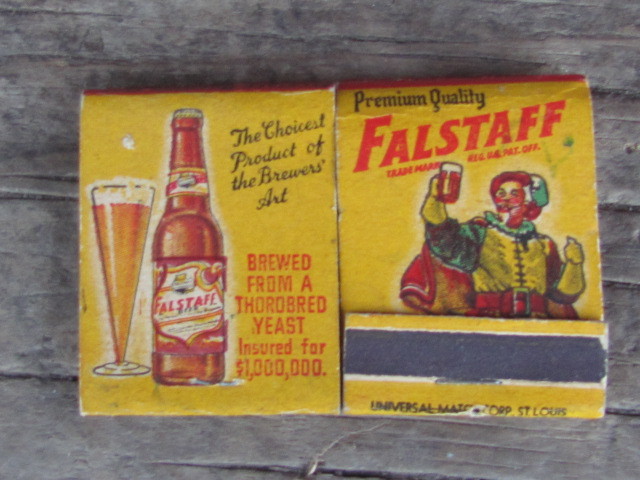 The Choicest
Product of
the Brewers'
Art
BREWED
FROM A
THOROBRED
YEAST
Insured for
$1,000,000.
FALSTAFF
Premium Quality
FALSTAFF
TRADE MARK REG. U.S. PAT. OFF.
UNIVERSAL MATCH CORP. ST LOUIS